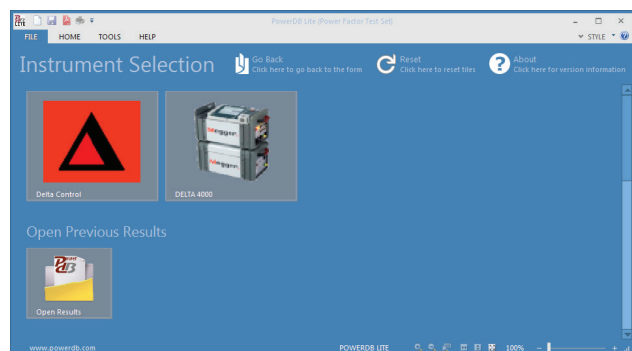 PowerDB Lite (Power Factor Test Set)
FILE HOME TOOLS HELP STYLE
Instrument Selection
Go Back
Click here to go back to the form
Reset
Click here to reset tiles
About
Click here for version information
Megger
Megger
Delta Control
DELTA 4000
Open Previous Results
Open Results
www.powerdb.com
POWERDB LITE
100%